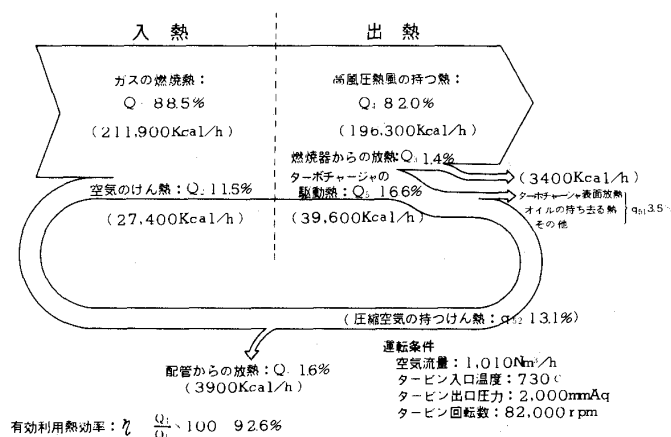 入熱
出熱
ガスの燃焼熱:
Q 88.5%
(211,900Kcal/h)
高風圧熱風の持つ熱:
Q 82.0%
(196,300Kcal/h)
燃焼器からの放熱:Q₃ 1.4%
(3400Kcal/h)
ターボチャージャの
駆動熱:Q₅ 16.6%
(39,600Kcal/h)
空気のけん熱:Q₂ 11.5%
(27,400Kcal/h)
ターボチャージャ表面放熱
オイルの持ち去る熱
その他
q₅₁ 3.5
(圧縮空気の持つけん熱:q₅₂ 13.1%)
配管からの放熱:Q 1.6%
(3900Kcal/h)
運転条件
空気流量:1,010Nm³/h
タービン入口温度:730℃
タービン出口圧力:2,000mmAq
タービン回転数:82,000rpm
有効利用熱効率:η 100 92.6%